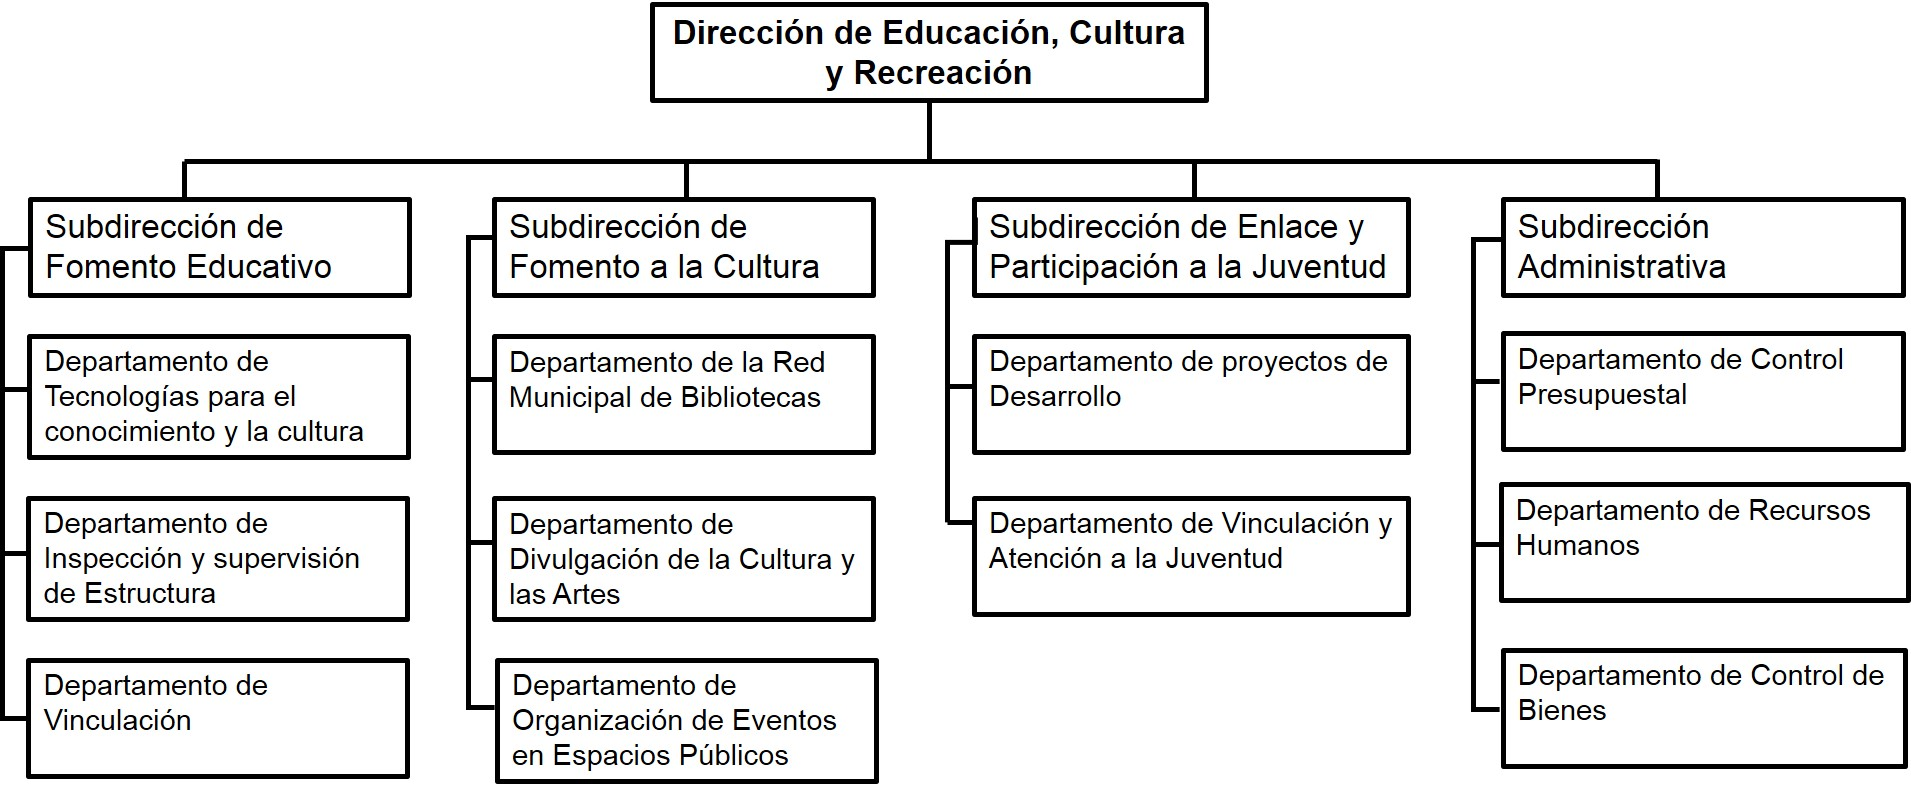 Dirección de Educación, Cultura
y Recreación
Subdirección de
Fomento Educativo
Departamento de
Tecnologías para el
conocimiento y la cultura
Departamento de
Inspección y supervisión
de Estructura
Departamento de
Vinculación
Subdirección de
Fomento a la Cultura
Departamento de la Red
Municipal de Bibliotecas
Departamento de
Divulgación de la Cultura y
las Artes
Departamento de
Organización de Eventos
en Espacios Públicos
Subdirección de Enlace y
Participación a la Juventud
Departamento de proyectos de
Desarrollo
Departamento de Vinculación y
Atención a la Juventud
Subdirección
Administrativa
Departamento de Control
Presupuestal
Departamento de Recursos
Humanos
Departamento de Control de
Bienes